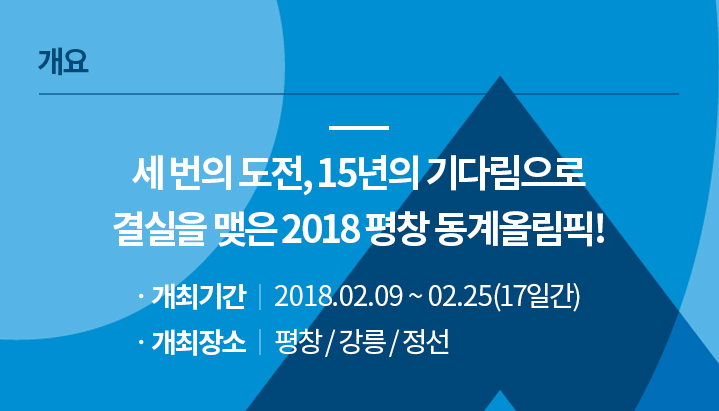 개요
세 번의 도전, 15년의 기다림으로
결실을 맺은 2018 평창 동계올림픽!
· 개최기간 | 2018.02.09 ~ 02.25(17일간)
· 개최장소 | 평창 / 강릉 / 정선